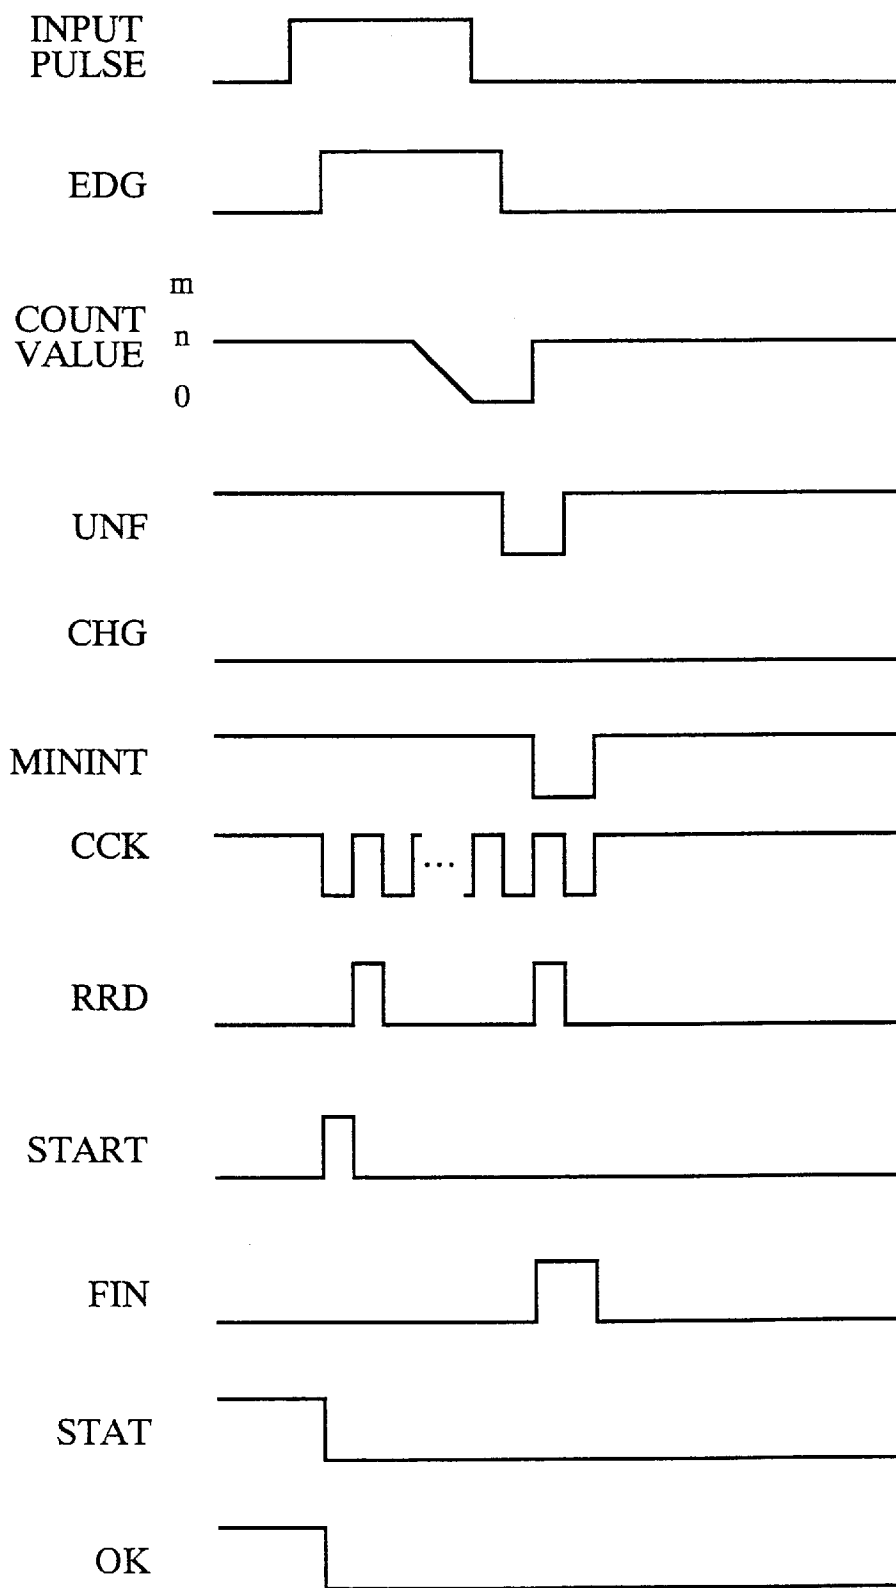 INPUT
PULSE
EDG
m
COUNT
n
VALUE
0
UNF
CHG
MININT
CCK
...
RRD
START
FIN
STAT
OK